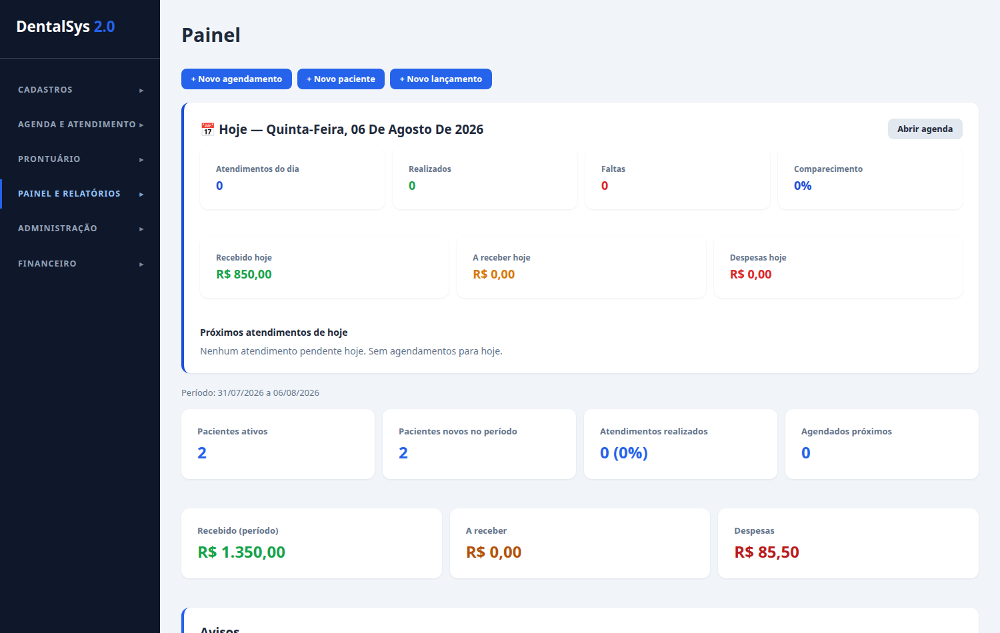 DentalSys 2.0
CADASTROS ▸
AGENDA E ATENDIMENTO ▸
PRONTUÁRIO ▸
PAINEL E RELATÓRIOS ▸
ADMINISTRAÇÃO ▸
FINANCEIRO ▸
Painel
+ Novo agendamento + Novo paciente + Novo lançamento
📅 Hoje — Quinta-Feira, 06 De Agosto De 2026 Abrir agenda
Atendimentos do dia Realizados Faltas Comparecimento
0 0 0 0%
Recebido hoje A receber hoje Despesas hoje
R$ 850,00 R$ 0,00 R$ 0,00
Próximos atendimentos de hoje
Nenhum atendimento pendente hoje. Sem agendamentos para hoje.
Período: 31/07/2026 a 06/08/2026
Pacientes ativos Pacientes novos no período Atendimentos realizados Agendados próximos
2 2 0 (0%) 0
Recebido (período) A receber Despesas
R$ 1.350,00 R$ 0,00 R$ 85,50
Avisos